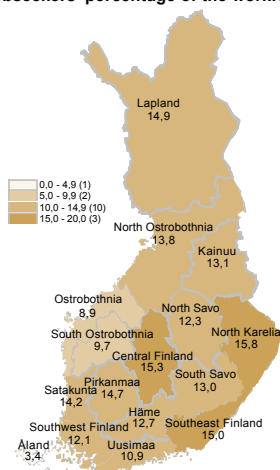 Lapland
14,9
0,0 - 4,9 (1)
5,0 - 9,9 (2)
10,0 - 14,9 (10)
15,0 - 20,0 (3)
North Ostrobothnia
13,8
Kainuu
13,1
Ostrobothnia
8,9
North Savo
12,3
South Ostrobothnia
9,7
North Karelia
15,8
Central Finland
15,3
Pirkanmaa
14,7
South Savo
13,0
Satakunta
14,2
Häme
12,7
Southeast Finland
15,0
Southwest Finland
12,1
Uusimaa
10,9
Åland
3,4